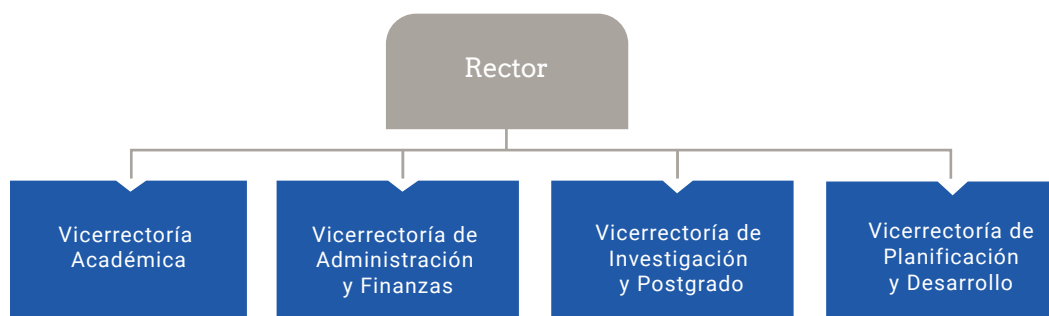 Rector
Vicerrectoría
Académica
Vicerrectoría de
Administración
y Finanzas
Vicerrectoría de
Investigación
y Postgrado
Vicerrectoría de
Planificación
y Desarrollo